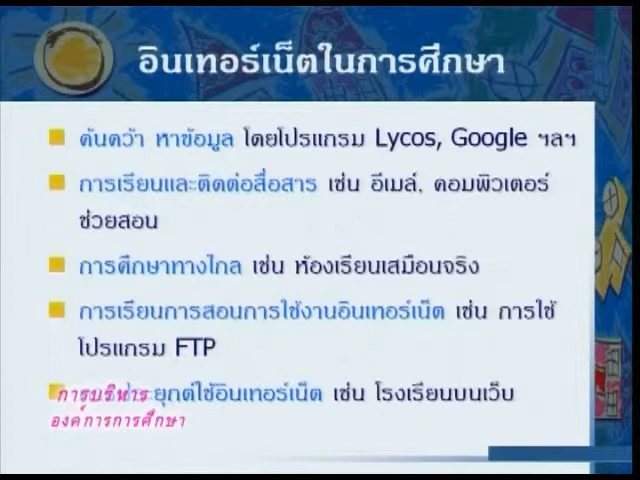 อินเทอร์เน็ตในการศึกษา
ค้นคว้า หาข้อมูล โดยโปรแกรม Lycos, Google ฯลฯ
การเรียนและติดต่อสื่อสาร เช่น อีเมล์, คอมพิวเตอร์
ช่วยสอน
การศึกษาทางไกล เช่น ห้องเรียนเสมือนจริง
การเรียนการสอนการใช้งานอินเทอร์เน็ต เช่น การใช้
โปรแกรม FTP
ยุกต์ใช้อินเทอร์เน็ต เช่น โรงเรียนบนเว็บ
การบริหาร
องค์การการศึกษา